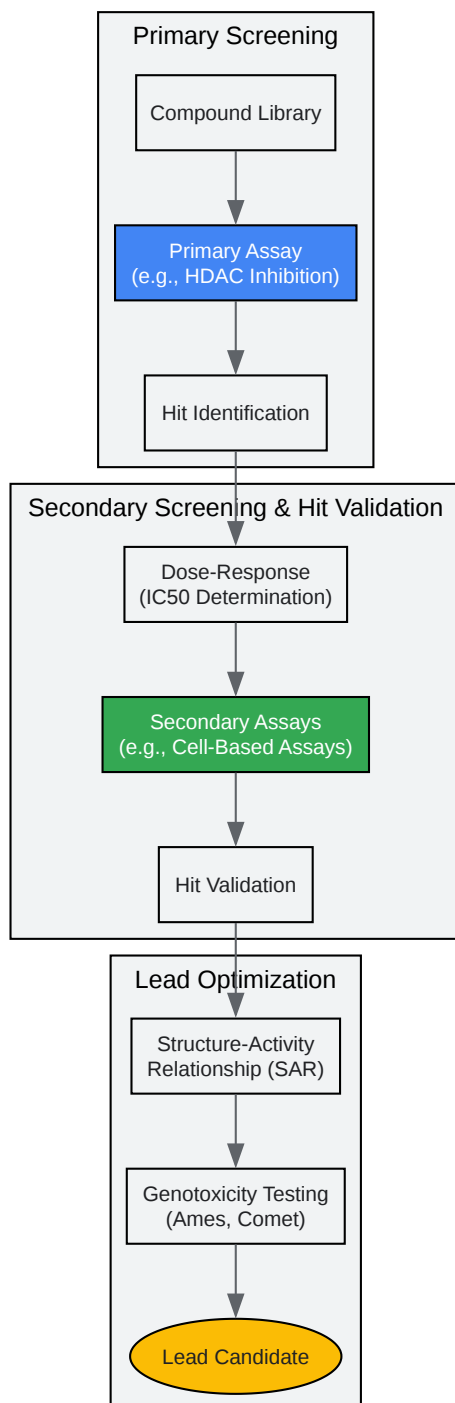 Primary Screening
Compound Library
Primary Assay
(e.g., HDAC Inhibition)
Hit Identification
Secondary Screening & Hit Validation
Dose-Response
(IC50 Determination)
Secondary Assays
(e.g., Cell-Based Assays)
Hit Validation
Lead Optimization
Structure-Activity
Relationship (SAR)
Genotoxicity Testing
(Ames, Comet)
Lead Candidate